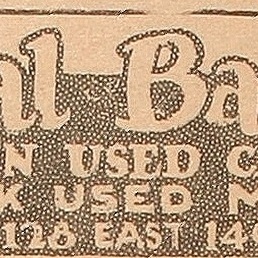 al Ba
N USED C
K USED N
128 EAST 14